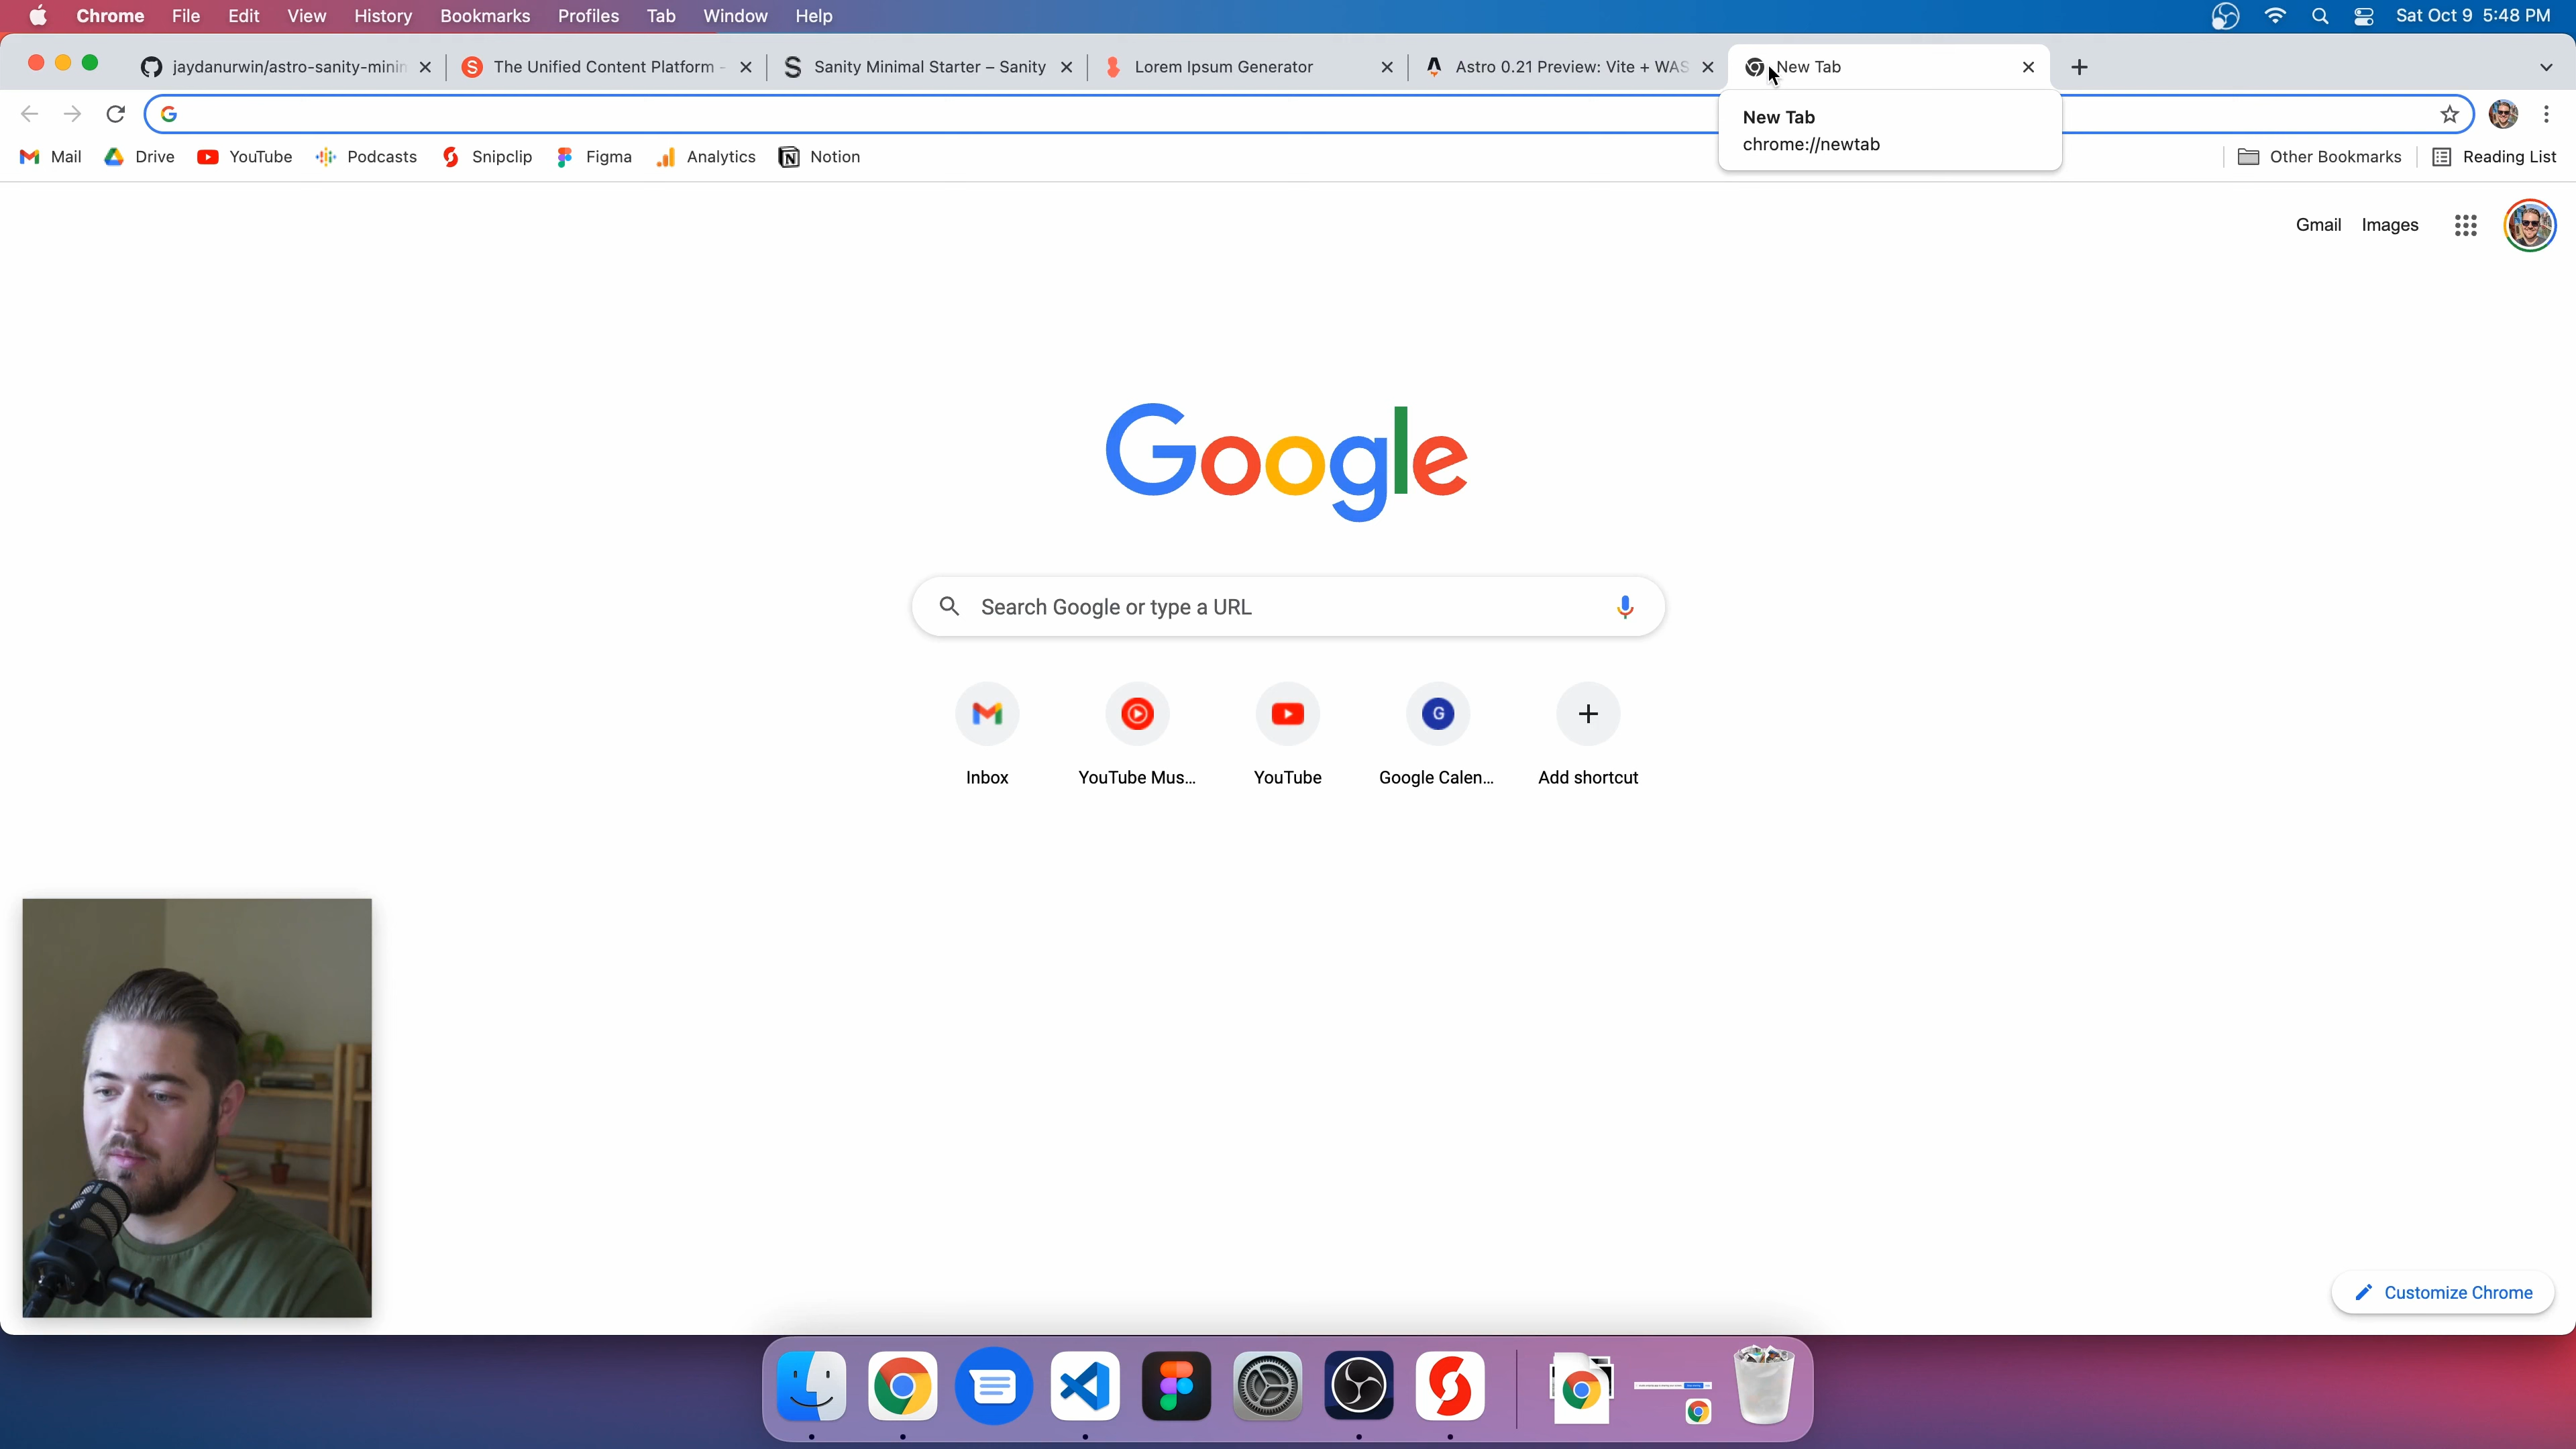 Chrome File Edit View History Bookmarks Profiles Tab Window Help Sat Oct 9 5:48 PM
jaydanurwin/astro-sanity-minin The Unified Content Platform - Sanity Minimal Starter – Sanity Lorem Ipsum Generator Astro 0.21 Preview: Vite + WAS New Tab
New Tab
chrome://newtab
Mail Drive YouTube Podcasts Snipclip Figma Analytics Notion Other Bookmarks Reading List
Gmail Images
Google
Search Google or type a URL
G
Inbox YouTube Mus... YouTube Google Calen... Add shortcut
Customize Chrome